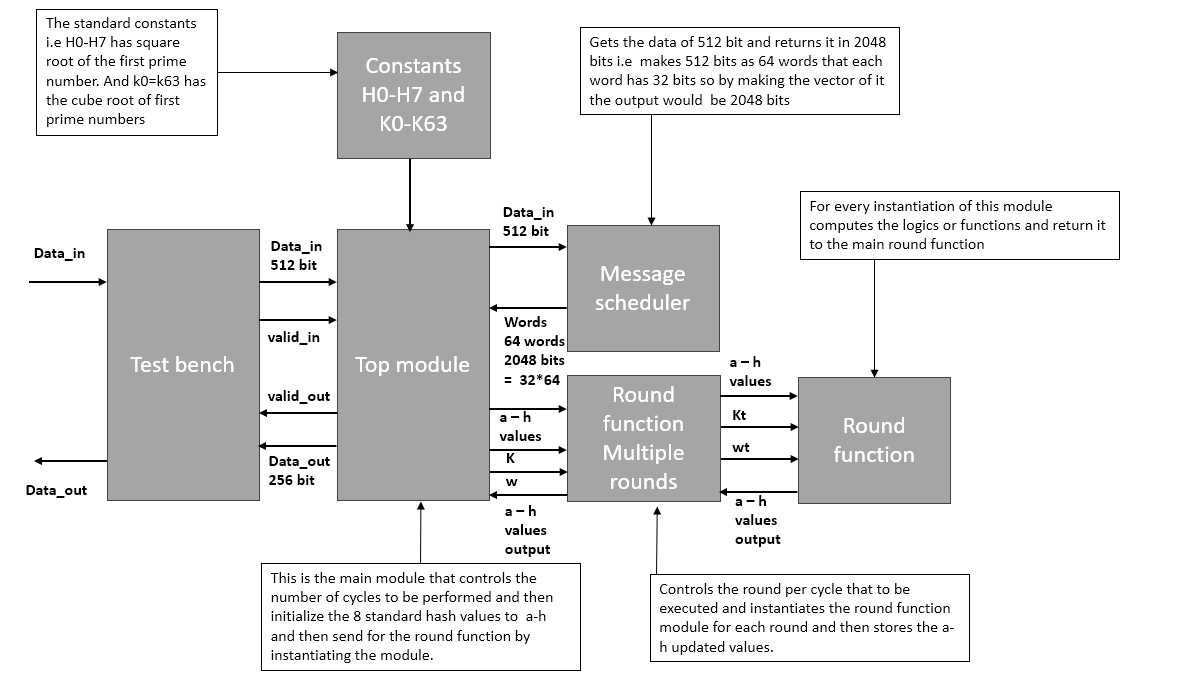 The standard constants
i.e H0-H7 has square
root of the first prime
number. And k0=k63 has
the cube root of first
prime numbers
Constants
H0-H7 and
K0-K63
Gets the data of 512 bit and returns it in 2048
bits i.e  makes 512 bits as 64 words that each
word has 32 bits so by making the vector of it
the output would  be 2048 bits
For every instantiation of this module
computes the logics or functions and return it
to the main round function
Data_in
Test bench
Data_out
Data_in
512 bit
valid_in
valid_out
Data_out
256 bit
Top module
Data_in
512 bit
Words
64 words
2048 bits
=  32*64
Message
scheduler
a – h
values
K
w
a – h
values
output
Round
function
Multiple
rounds
a – h
values
Kt
wt
a – h
values
output
Round
function
This is the main module that controls the
number of cycles to be performed and then
initialize the 8 standard hash values to  a-h
and then send for the round function by
instantiating the module.
Controls the round per cycle that to be
executed and instantiates the round function
module for each round and then stores the a-
h updated values.